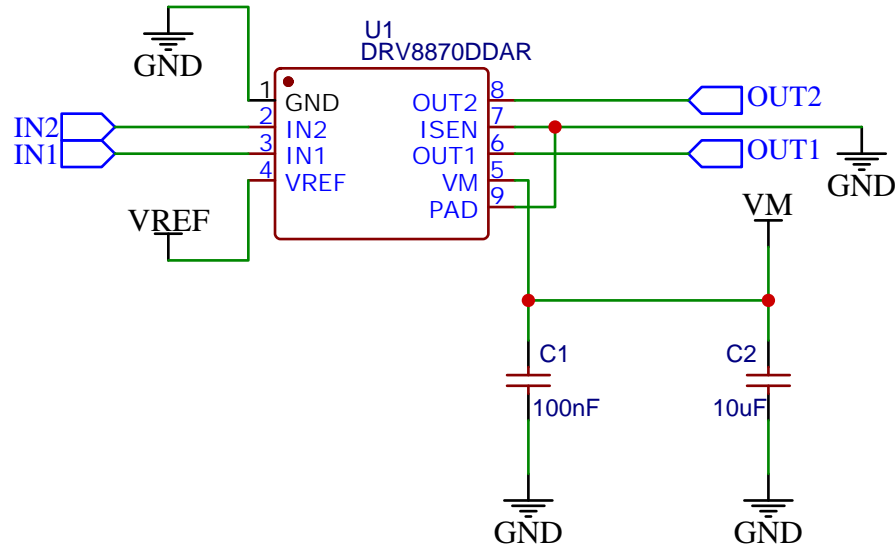 U1
DRV8870DDAR
GND
1
GND
OUT2
8
OUT2
IN2
2
IN2
ISEN
7
IN1
3
IN1
OUT1
6
OUT1
4
VREF
VM
5
GND
PAD
9
VREF
VM
C1
C2
100nF
10uF
GND
GND